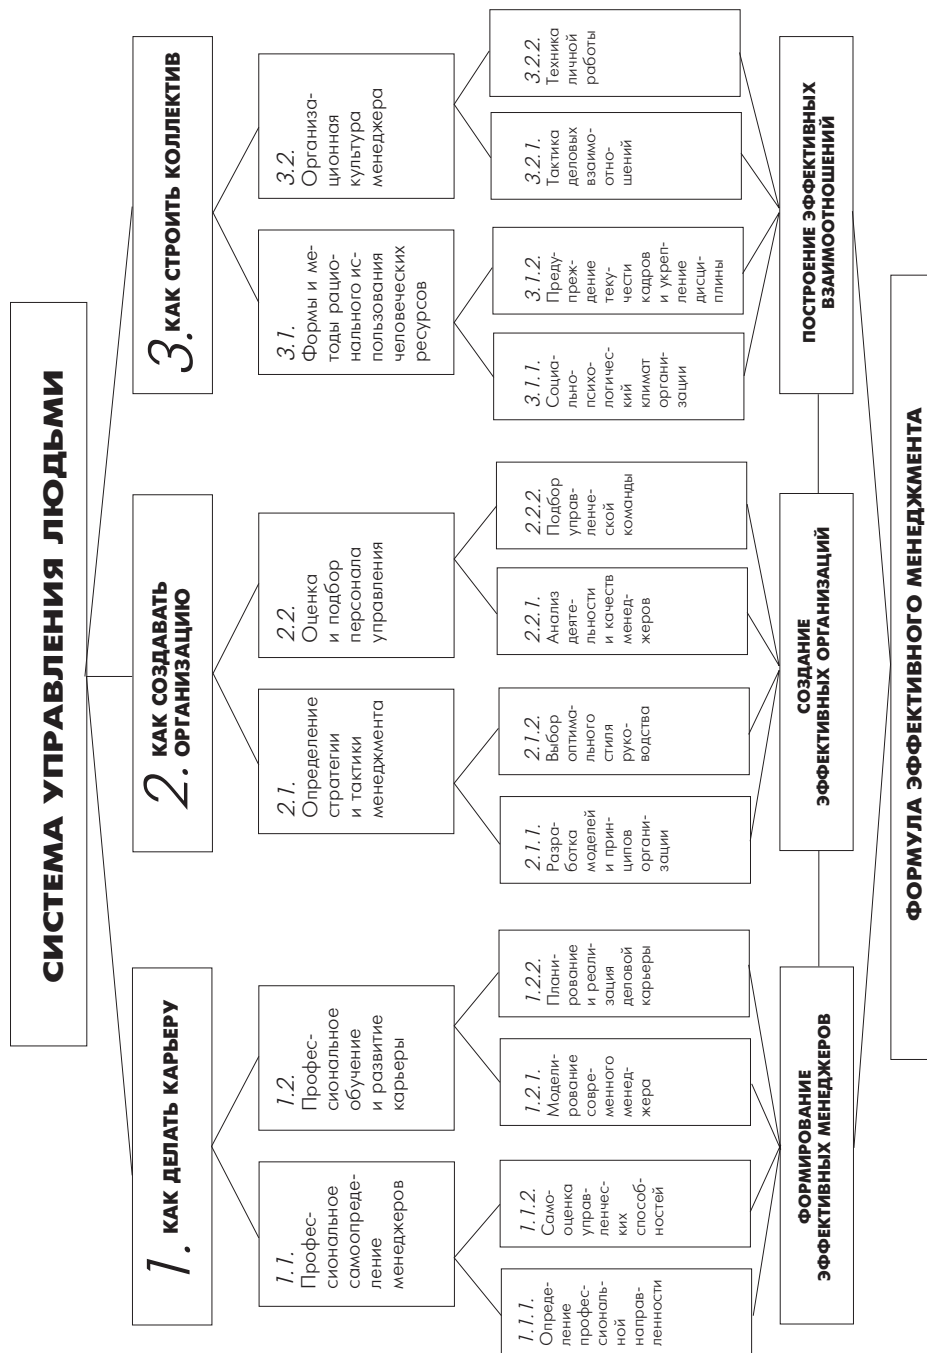 СИСТЕМА УПРАВЛЕНИЯ ЛЮДЬМИ
1. КАК ДЕЛАТЬ КАРЬЕРУ
2. КАК СОЗДАВАТЬ
ОРГАНИЗАЦИЮ
3. КАК СТРОИТЬ КОЛЛЕКТИВ
1.1.
Профес-
сиональное
самоопреде-
ление
менеджеров
1.2.
Профес-
сиональное
обучение
и развитие
карьеры
2.1.
Определение
стратегии
и тактики
менеджмента
2.2.
Оценка
и подбор
персонала
управления
3.1.
Формы и ме-
тоды рацио-
нального ис-
пользования
человеческих
ресурсов
3.2.
Организа-
ционная
культура
менеджера
1.1.1.
Опреде-
ление
профес-
сиональ-
ной
направ-
ленности
1.1.2.
Само-
оценка
управ-
ленчес-
ких
способ-
ностей
1.2.1.
Модели-
рование
совре-
менного
менед-
жера
1.2.2.
Плани-
рование
и реали-
зация
деловой
карьеры
2.1.1.
Разра-
ботка
моделей
и прин-
ципов
органи-
зации
2.1.2.
Выбор
оптима-
льного
стиля
руко-
водства
2.2.1.
Анализ
деяте-
льности
и качеств
менед-
жеров
2.2.2.
Подбор
управ-
ленче-
ской
команды
3.1.1.
Социа-
льно-
психо-
логичес-
кий
климат
органи-
зации
3.1.2.
Преду-
преж-
дение
теку-
чести
кадров
и укреп-
ление
дисци-
плины
3.2.1.
Тактика
деловых
взаимо-
отно-
шений
3.2.2.
Техника
личной
работы
ФОРМИРОВАНИЕ
ЭФФЕКТИВНЫХ МЕНЕДЖЕРОВ
СОЗДАНИЕ
ЭФФЕКТИВНЫХ ОРГАНИЗАЦИЙ
ПОСТРОЕНИЕ ЭФФЕКТИВНЫХ
ВЗАИМООТНОШЕНИЙ
ФОРМУЛА ЭФФЕКТИВНОГО МЕНЕДЖМЕНТА